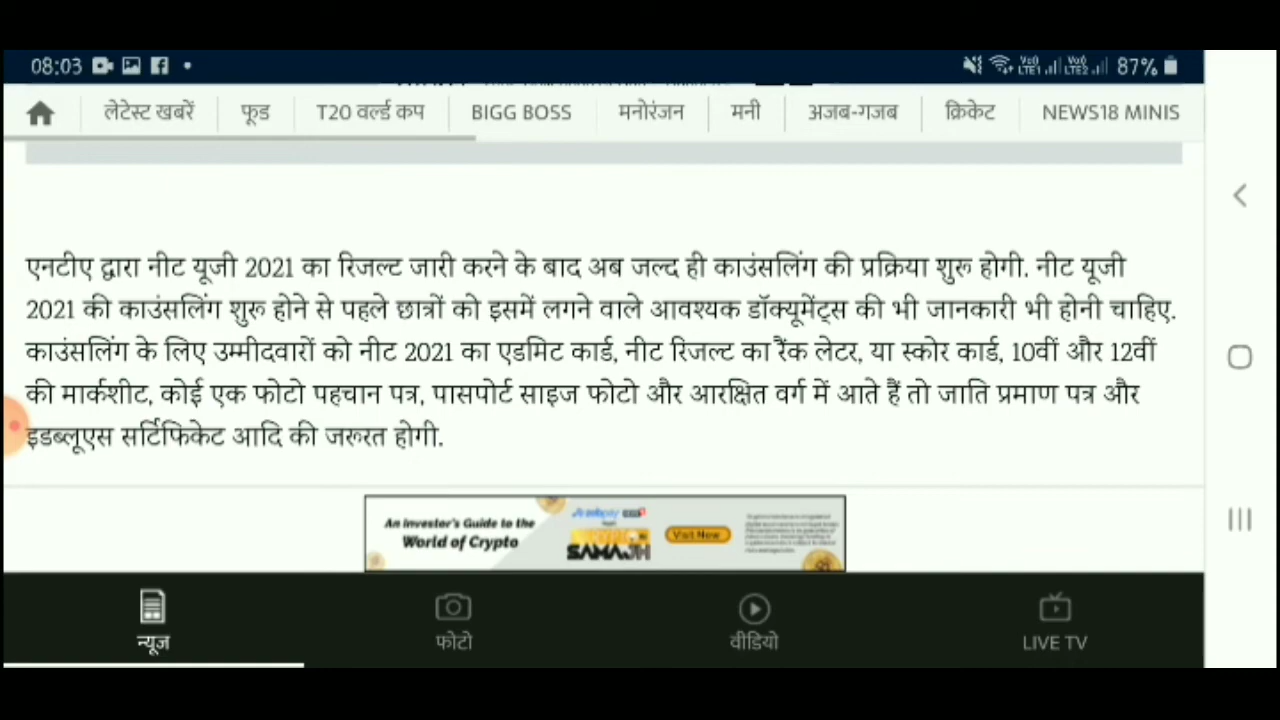 08:03 87%
लेटेस्ट खबरें फूड T20 वर्ल्ड कप BIGG BOSS मनोरंजन मनी अजब-गजब क्रिकेट NEWS18 MINIS
एनटीए द्वारा नीट यूजी 2021 का रिजल्ट जारी करने के बाद अब जल्द ही काउंसलिंग की प्रक्रिया शुरू होगी. नीट यूजी
2021 की काउंसलिंग शुरू होने से पहले छात्रों को इसमें लगने वाले आवश्यक डॉक्यूमेंट्स की भी जानकारी भी होनी चाहिए.
काउंसलिंग के लिए उम्मीदवारों को नीट 2021 का एडमिट कार्ड, नीट रिजल्ट का रैंक लेटर, या स्कोर कार्ड, 10वीं और 12वीं
की मार्कशीट, कोई एक फोटो पहचान पत्र, पासपोर्ट साइज फोटो और आरक्षित वर्ग में आते हैं तो जाति प्रमाण पत्र और
इडब्लूएस सर्टिफिकेट आदि की जरूरत होगी.
An Investor's Guide to the
World of Crypto
SAMAJH
Visit Now
न्यूज फोटो वीडियो LIVE TV